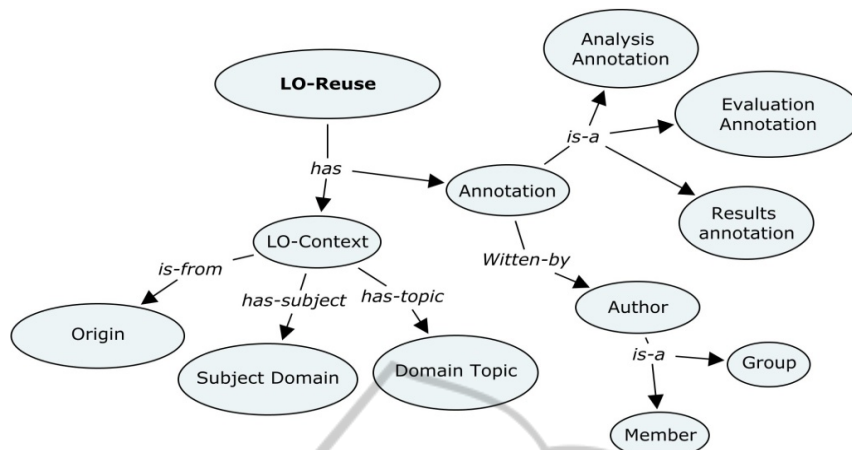 Analysis
Annotation
LO-Reuse
Evaluation
Annotation
is-a
has
Annotation
Results
annotation
LO-Context
Witten-by
is-from
has-subject
has-topic
Author
Origin
is-a
Group
Subject Domain
Domain Topic
Member